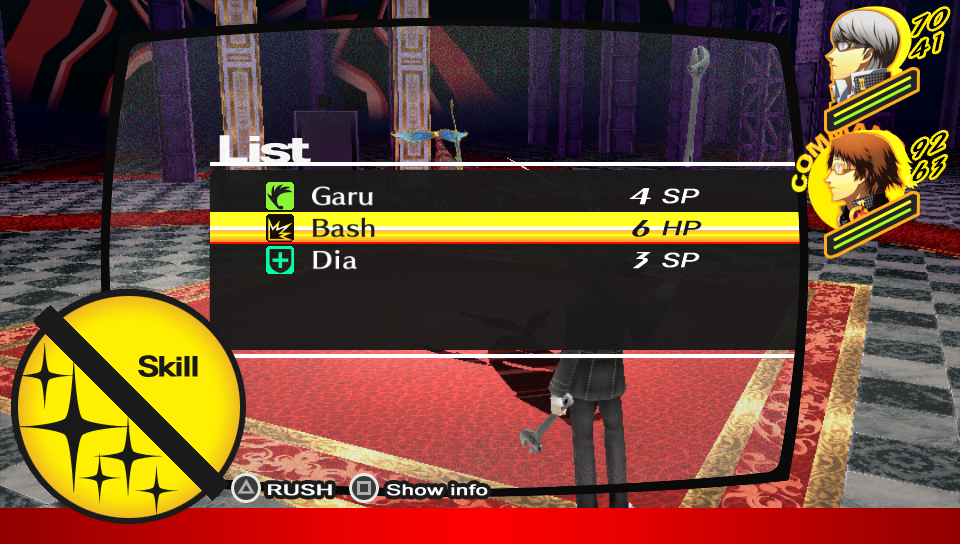 List
Garu 4 SP
Bash 6 HP
Dia 3 SP
Skill
RUSH Show info
70
41
92
63